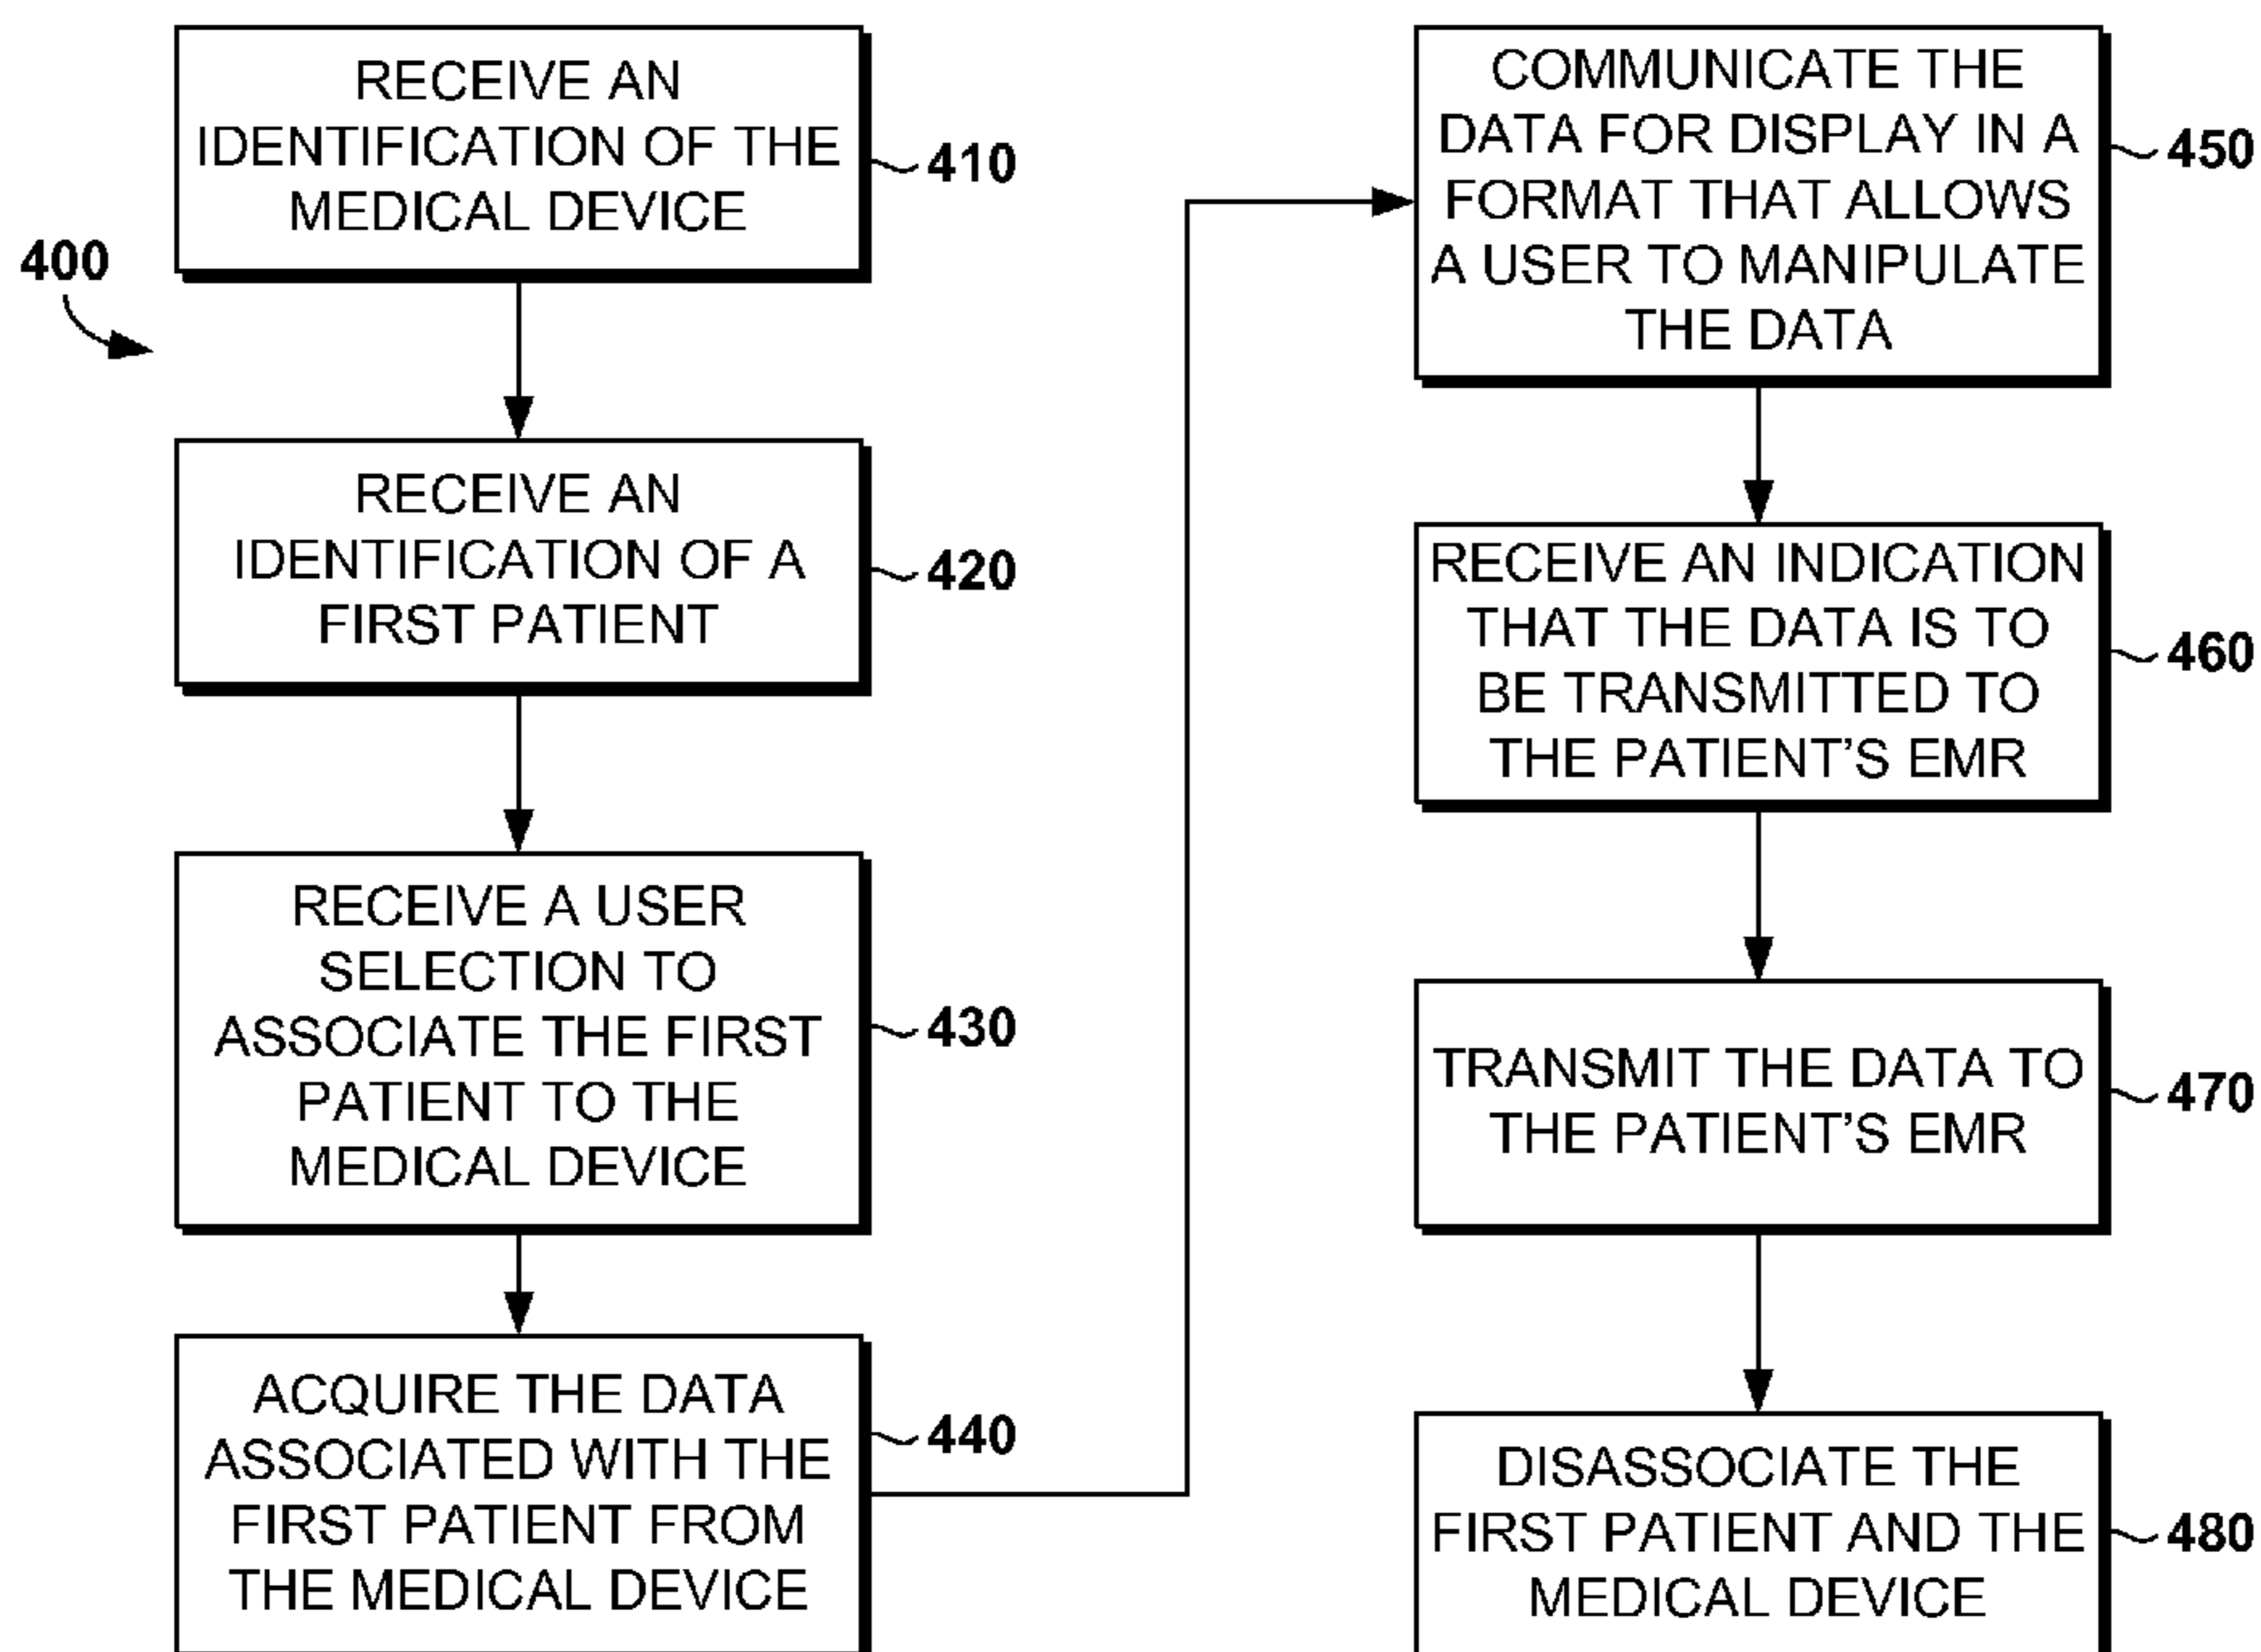 RECEIVE AN
IDENTIFICATION OF THE
MEDICAL DEVICE
410
400
RECEIVE AN
IDENTIFICATION OF A
FIRST PATIENT
420
RECEIVE A USER
SELECTION TO
ASSOCIATE THE FIRST
PATIENT TO THE
MEDICAL DEVICE
430
ACQUIRE THE DATA
ASSOCIATED WITH THE
FIRST PATIENT FROM
THE MEDICAL DEVICE
440
COMMUNICATE THE
DATA FOR DISPLAY IN A
FORMAT THAT ALLOWS
A USER TO MANIPULATE
THE DATA
450
RECEIVE AN INDICATION
THAT THE DATA IS TO
BE TRANSMITTED TO
THE PATIENT'S EMR
460
TRANSMIT THE DATA TO
THE PATIENT'S EMR
470
DISASSOCIATE THE
FIRST PATIENT AND THE
MEDICAL DEVICE
480